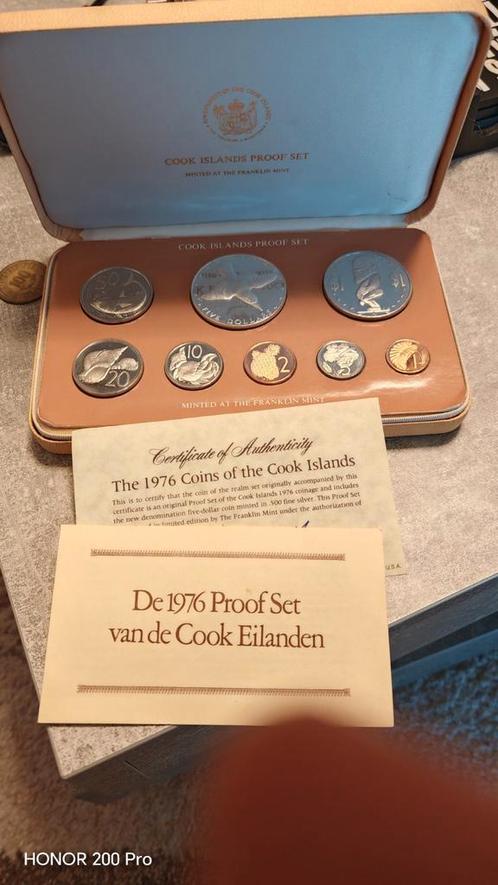 COOK ISLANDS PROOF SET
MINTED AT THE FRANKLIN MINT
COOK ISLANDS PROOF SET
50
FIVE DOLLARS
$1
20
10
2
5
1
MINTED AT THE FRANKLIN MINT
Certificate of Authenticity
The 1976 Coins of the Cook Islands
This is to certify that the coin of the realm set originally accompanied by this
certificate is an original Proof Set of the Cook Islands 1976 coinage and includes
the new denomination five-dollar coin minted in .500 fine silver. This Proof Set
in limited edition by The Franklin Mint under the authorization of
U.S.A.
De 1976 Proof Set
van de Cook Eilanden
HONOR 200 Pro